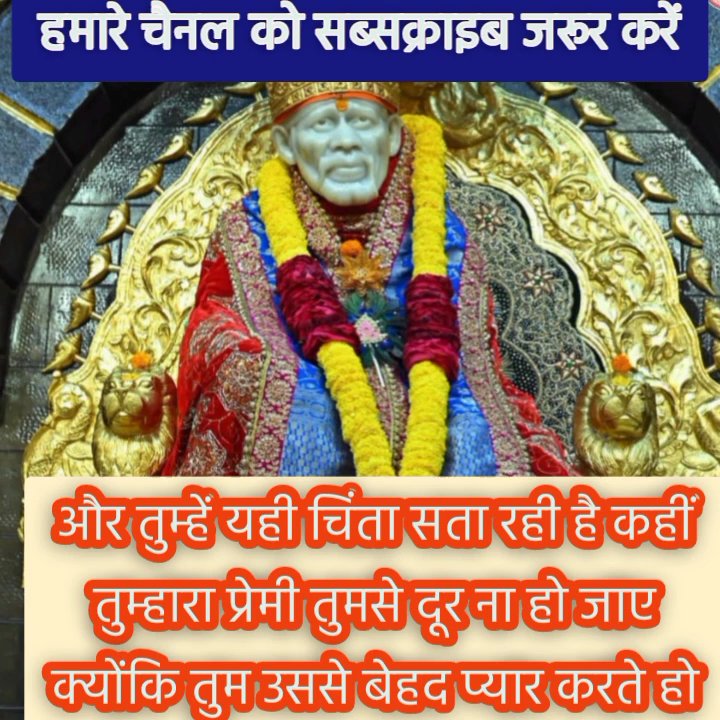 हमारे चैनल को सब्सक्राइब जरूर करें
और तुम्हें यही चिंता सता रही है कहीं
तुम्हारा प्रेमी तुमसे दूर ना हो जाए
क्योंकि तुम उससे बेहद प्यार करते हो